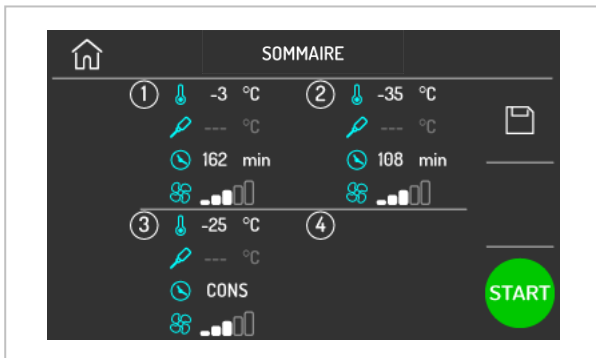 SOMMAIRE
1 -3 °C 2 -35 °C
--- °C --- °C
162 min 108 min
3 -25 °C 4
--- °C
CONS
START